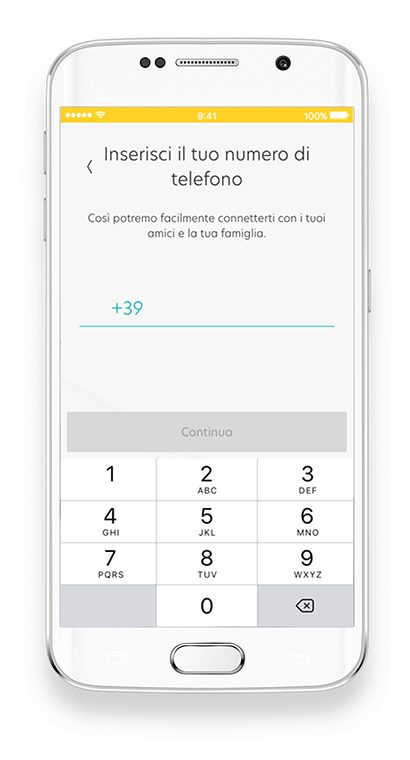 9:41
100%
Inserisci il tuo numero di
telefono
Così potremo facilmente connetterti con i tuoi
amici e la tua famiglia.
+39
Continua
1 2 3
ABC DEF
4 5 6
GHI JKL MNO
7 8 9
PQRS TUV WXYZ
0